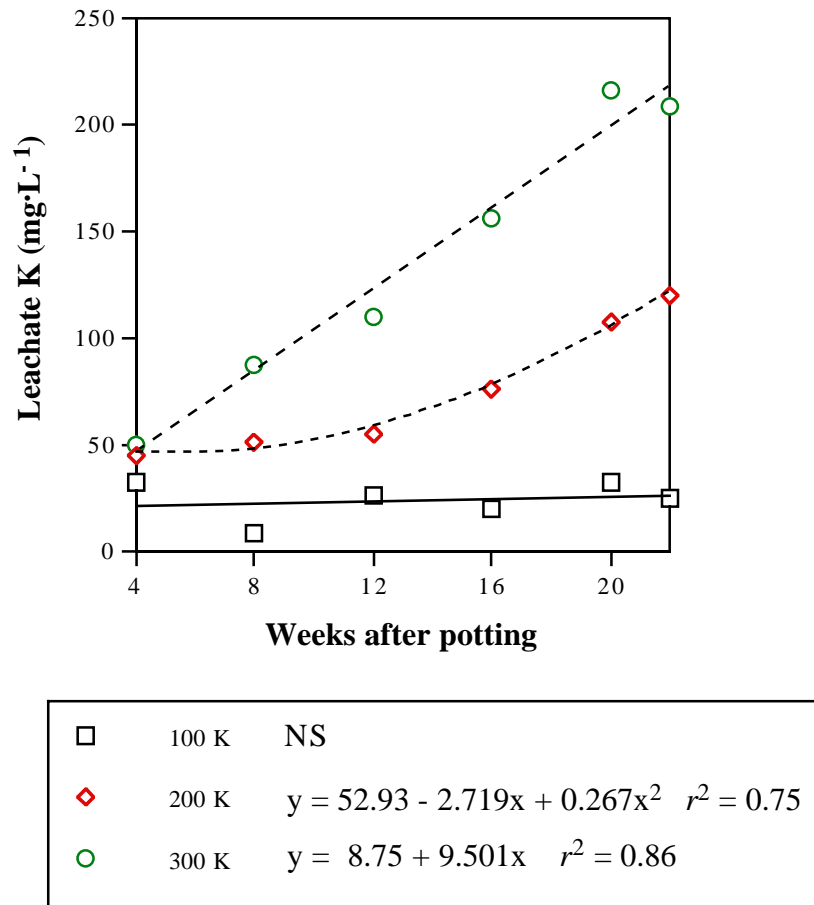 250
200
150
100
50
0
Leachate K (mg·L⁻¹)
4 8 12 16 20
Weeks after potting
100 K NS
200 K y = 52.93 - 2.719x + 0.267x² r² = 0.75
300 K y = 8.75 + 9.501x r² = 0.86